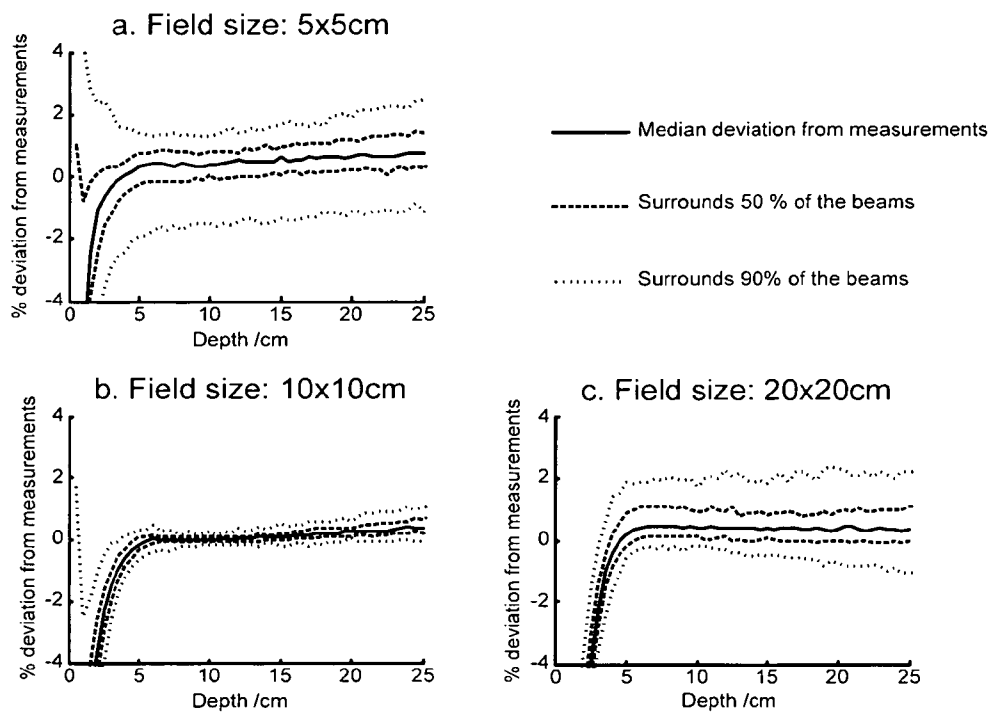 a. Field size: 5x5cm
% deviation from measurements
4
2
0
-2
-4
0 5 10 15 20 25
Depth /cm
Median deviation from measurements
Surrounds 50 % of the beams
Surrounds 90% of the beams
b. Field size: 10x10cm
% deviation from measurements
4
2
0
-2
-4
0 5 10 15 20 25
Depth /cm
c. Field size: 20x20cm
% deviation from measurements
4
2
0
-2
-4
0 5 10 15 20 25
Depth /cm